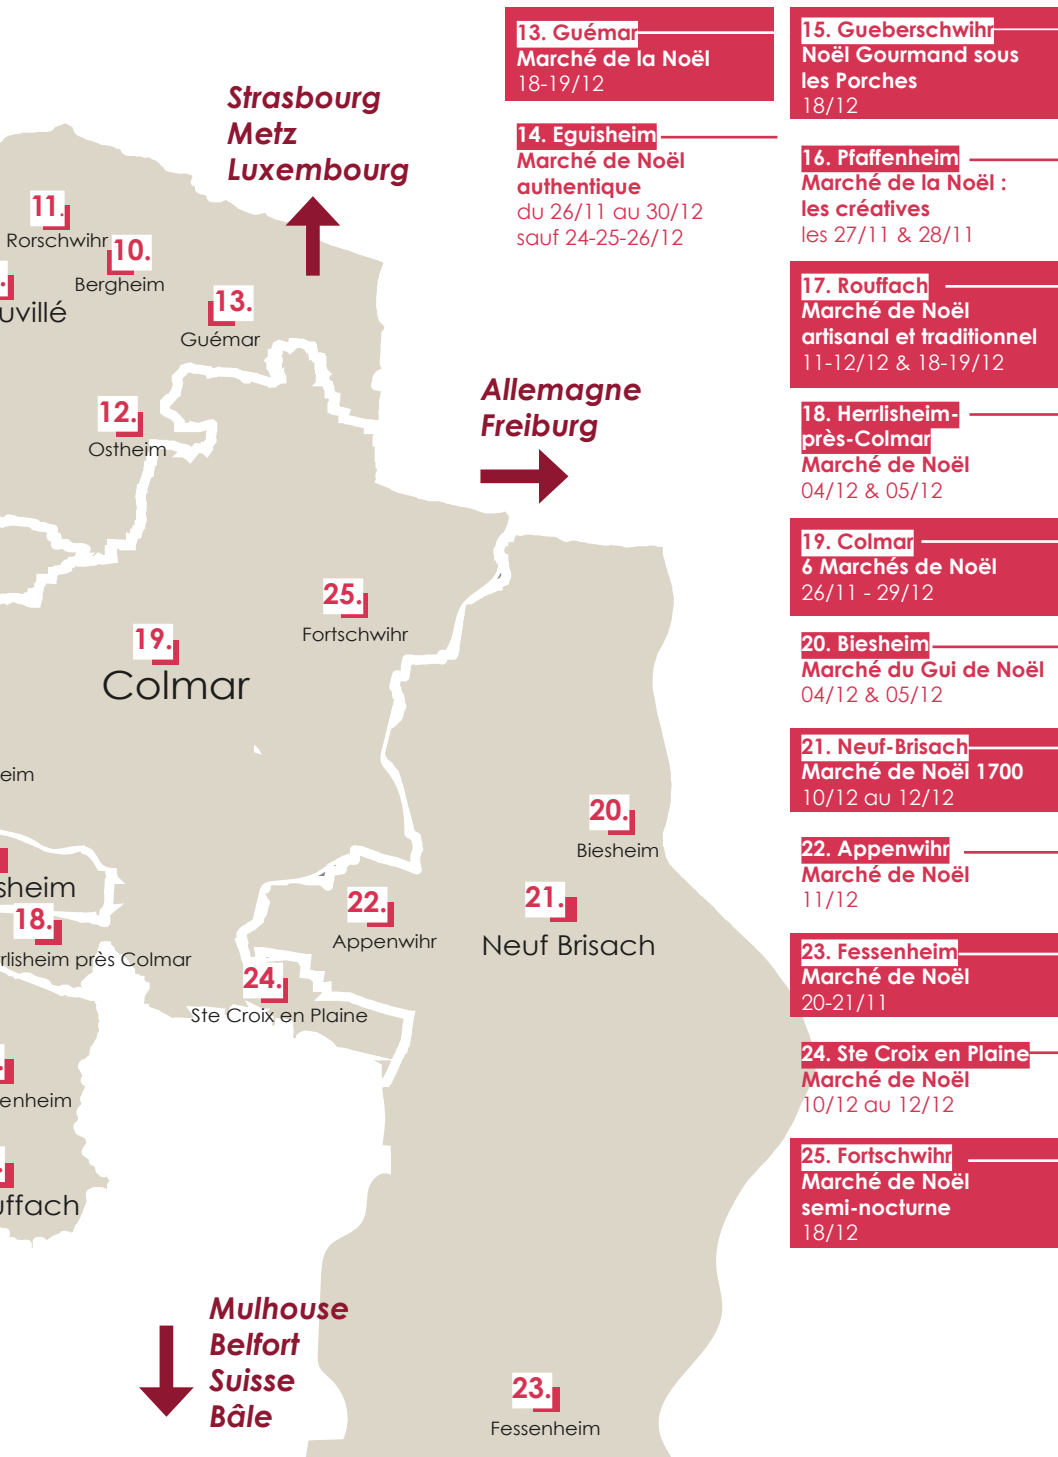 13. Guémar
Marché de la Noël
18-19/12
14. Eguisheim
Marché de Noël
authentique
du 26/11 au 30/12
sauf 24-25-26/12
15. Gueberschwihr
Noël Gourmand sous
les Porches
18/12
16. Pfaffenheim
Marché de la Noël :
les créatives
les 27/11 & 28/11
17. Rouffach
Marché de Noël
artisanal et traditionnel
11-12/12 & 18-19/12
18. Herrlisheim-
près-Colmar
Marché de Noël
04/12 & 05/12
19. Colmar
6 Marchés de Noël
26/11 - 29/12
20. Biesheim
Marché du Gui de Noël
04/12 & 05/12
21. Neuf-Brisach
Marché de Noël 1700
10/12 au 12/12
22. Appenwihr
Marché de Noël
11/12
23. Fessenheim
Marché de Noël
20-21/11
24. Ste Croix en Plaine
Marché de Noël
10/12 au 12/12
25. Fortschwihr
Marché de Noël
semi-nocturne
18/12
Strasbourg
Metz
Luxembourg
11.
Rorschwihr
10.
Bergheim
uvillé
13.
Guémar
12.
Ostheim
Allemagne
Freiburg
25.
Fortschwihr
19.
Colmar
eim
20.
Biesheim
sheim
18.
rlisheim près Colmar
22.
Appenwihr
21.
Neuf Brisach
24.
Ste Croix en Plaine
enheim
uffach
Mulhouse
Belfort
Suisse
Bâle
23.
Fessenheim